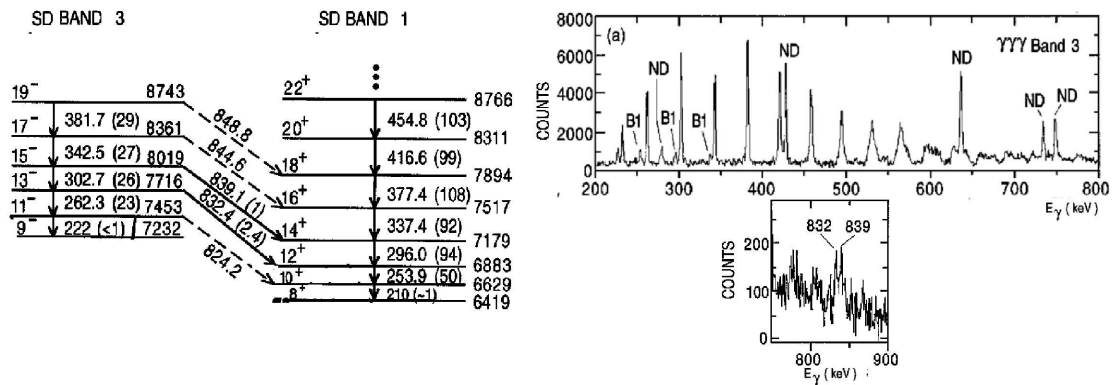 SD BAND 3
19⁻ 8743
381.7 (29)
17⁻ 8361
342.5 (27)
15⁻ 8019
302.7 (26)
13⁻ 7716
262.3 (23)
11⁻ 7453
222 (<1)
9⁻ 7232
848.8
844.6
839.1 (1)
832.4 (2.4)
824.2
SD BAND 1
22⁺ 8766
454.8 (103)
20⁺ 8311
416.6 (99)
18⁺ 7894
377.4 (108)
16⁺ 7517
337.4 (92)
14⁺ 7179
296.0 (94)
12⁺ 6883
253.9 (50)
10⁺ 6629
210 (~1)
8⁺ 6419
(a)
γγγ Band 3
8000
6000
4000
2000
0
COUNTS
B1
ND
B1
B1
ND
ND
ND
ND
200 300 400 500 600 700 800
Eγ (keV)
832 839
200
100
0
COUNTS
800 900
Eγ (keV)